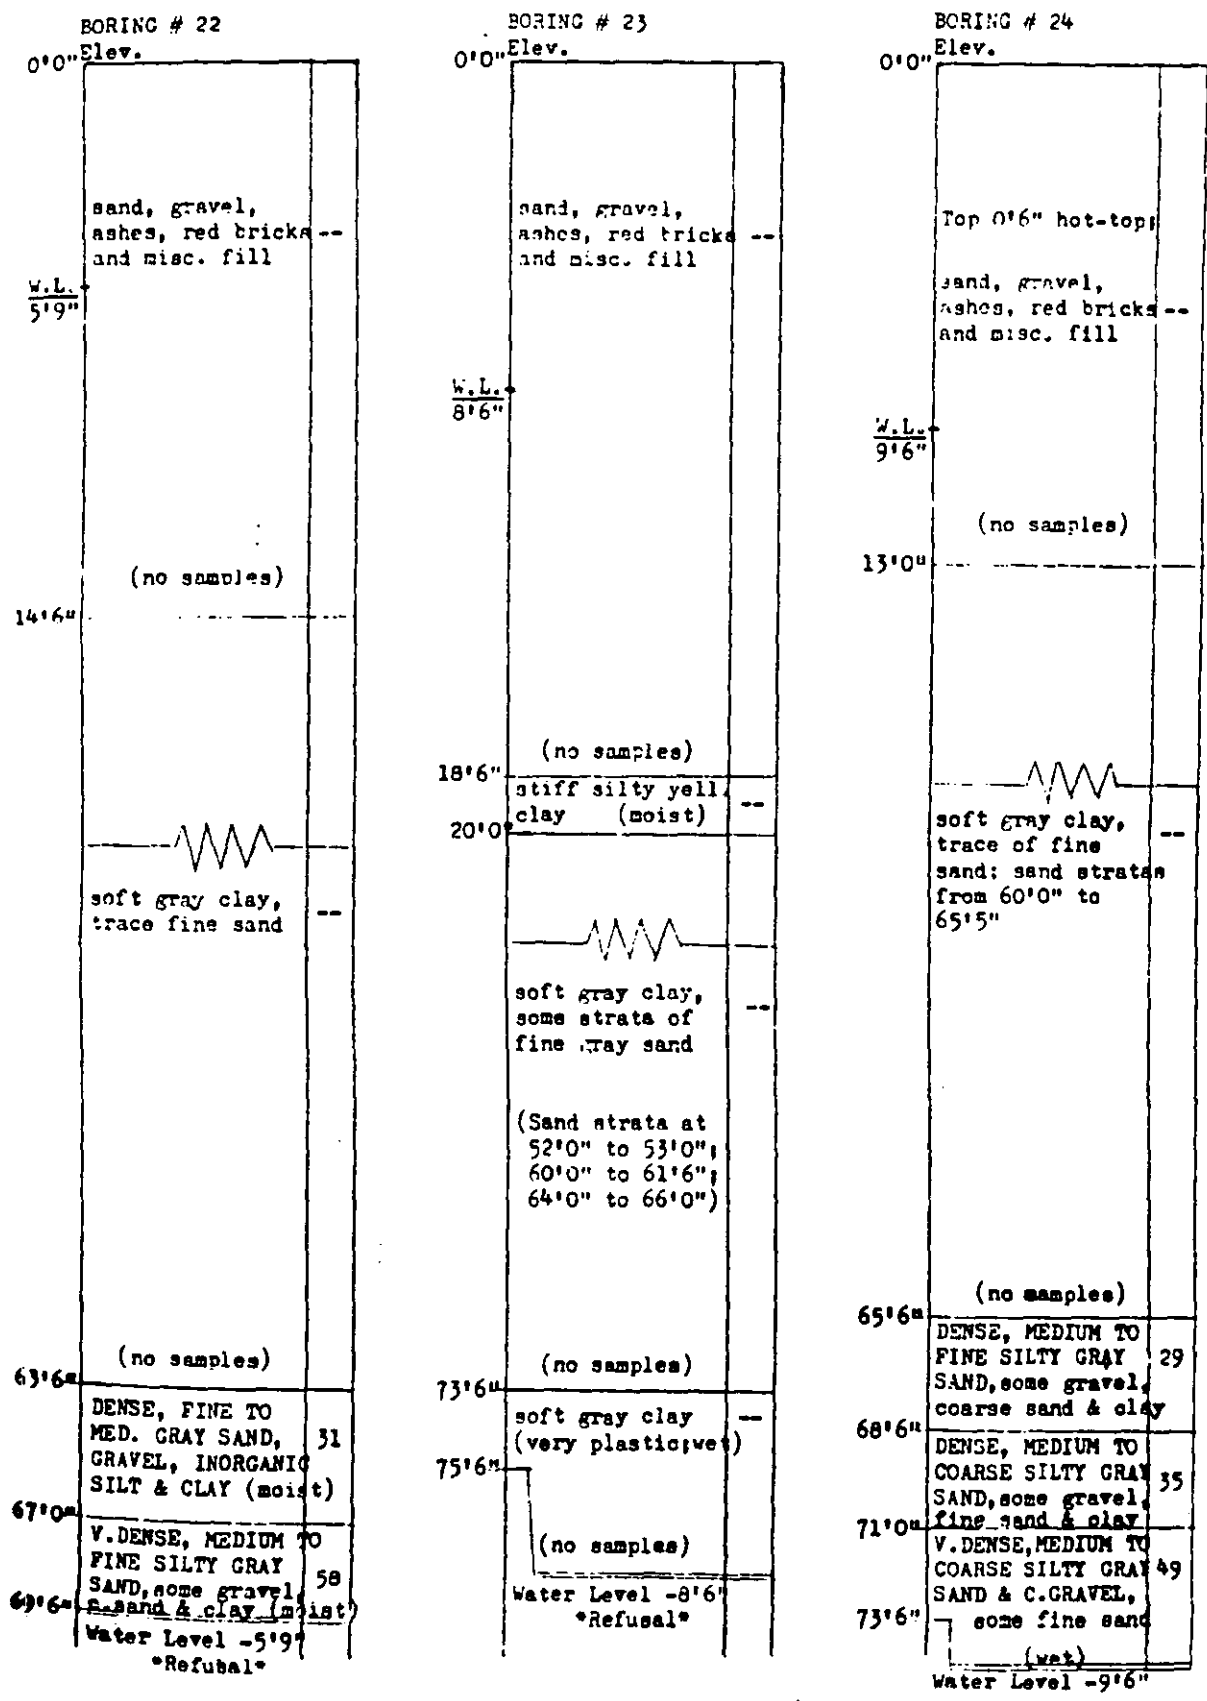 BORING # 22
Elev.
0'0"
sand, gravel,
ashes, red bricks --
and misc. fill
W.L.
5'9"
(no samples)
14'6"
soft gray clay,
trace fine sand --
(no samples)
63'6"
DENSE, FINE TO
MED. GRAY SAND, 31
GRAVEL, INORGANIC
SILT & CLAY (moist)
67'0"
V.DENSE, MEDIUM TO
FINE SILTY GRAY
SAND, some gravel, 58
c.sand & clay (moist)
69'6"
Water Level -5'9"
*Refusal*
BORING # 23
Elev.
0'0"
sand, gravel,
ashes, red bricks --
and misc. fill
W.L.
8'6"
(no samples)
18'6"
stiff silty yell.
clay (moist) --
20'0"
soft gray clay, --
some strata of
fine gray sand
(Sand strata at
52'0" to 53'0";
60'0" to 61'6";
64'0" to 66'0")
(no samples)
73'6"
soft gray clay --
(very plastic;wet)
75'6"
(no samples)
Water Level -8'6"
*Refusal*
BORING # 24
Elev.
0'0"
Top 0'6" hot-top;
sand, gravel,
ashes, red bricks --
and misc. fill
W.L.
9'6"
(no samples)
13'0"
soft gray clay, --
trace of fine
sand; sand stratas
from 60'0" to
65'5"
(no samples)
65'6"
DENSE, MEDIUM TO
FINE SILTY GRAY 29
SAND, some gravel,
coarse sand & clay
68'6"
DENSE, MEDIUM TO
COARSE SILTY GRAY 35
SAND, some gravel,
fine sand & clay
71'0"
V.DENSE, MEDIUM TO
COARSE SILTY GRAY 49
SAND & C.GRAVEL,
73'6" some fine sand
(wet)
Water Level -9'6"